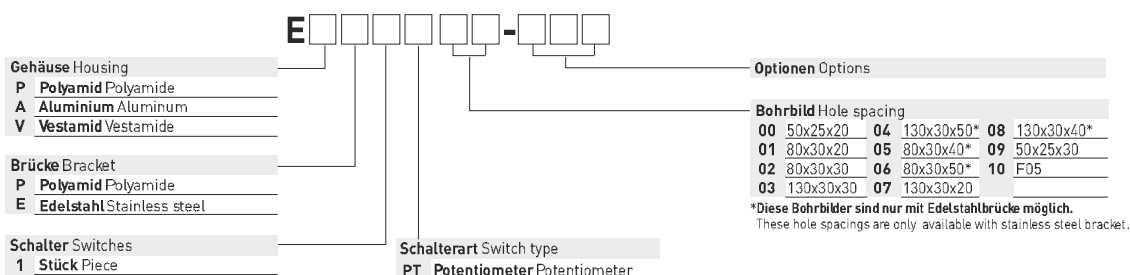 E -
Gehäuse Housing
P Polyamid Polyamide
A Aluminium Aluminum
V Vestamid Vestamide
Brücke Bracket
P Polyamid Polyamide
E Edelstahl Stainless steel
Schalter Switches
1 Stück Piece
Schalterart Switch type
PT Potentiometer Potentiometer
Optionen Options
Bohrbild Hole spacing
00 50x25x20 04 130x30x50* 08 130x30x40*
01 80x30x20 05 80x30x40* 09 50x25x30
02 80x30x30 06 80x30x50* 10 F05
03 130x30x30 07 130x30x20
*Diese Bohrbilder sind nur mit Edelstahlbrücke möglich.
These hole spacings are only available with stainless steel bracket.